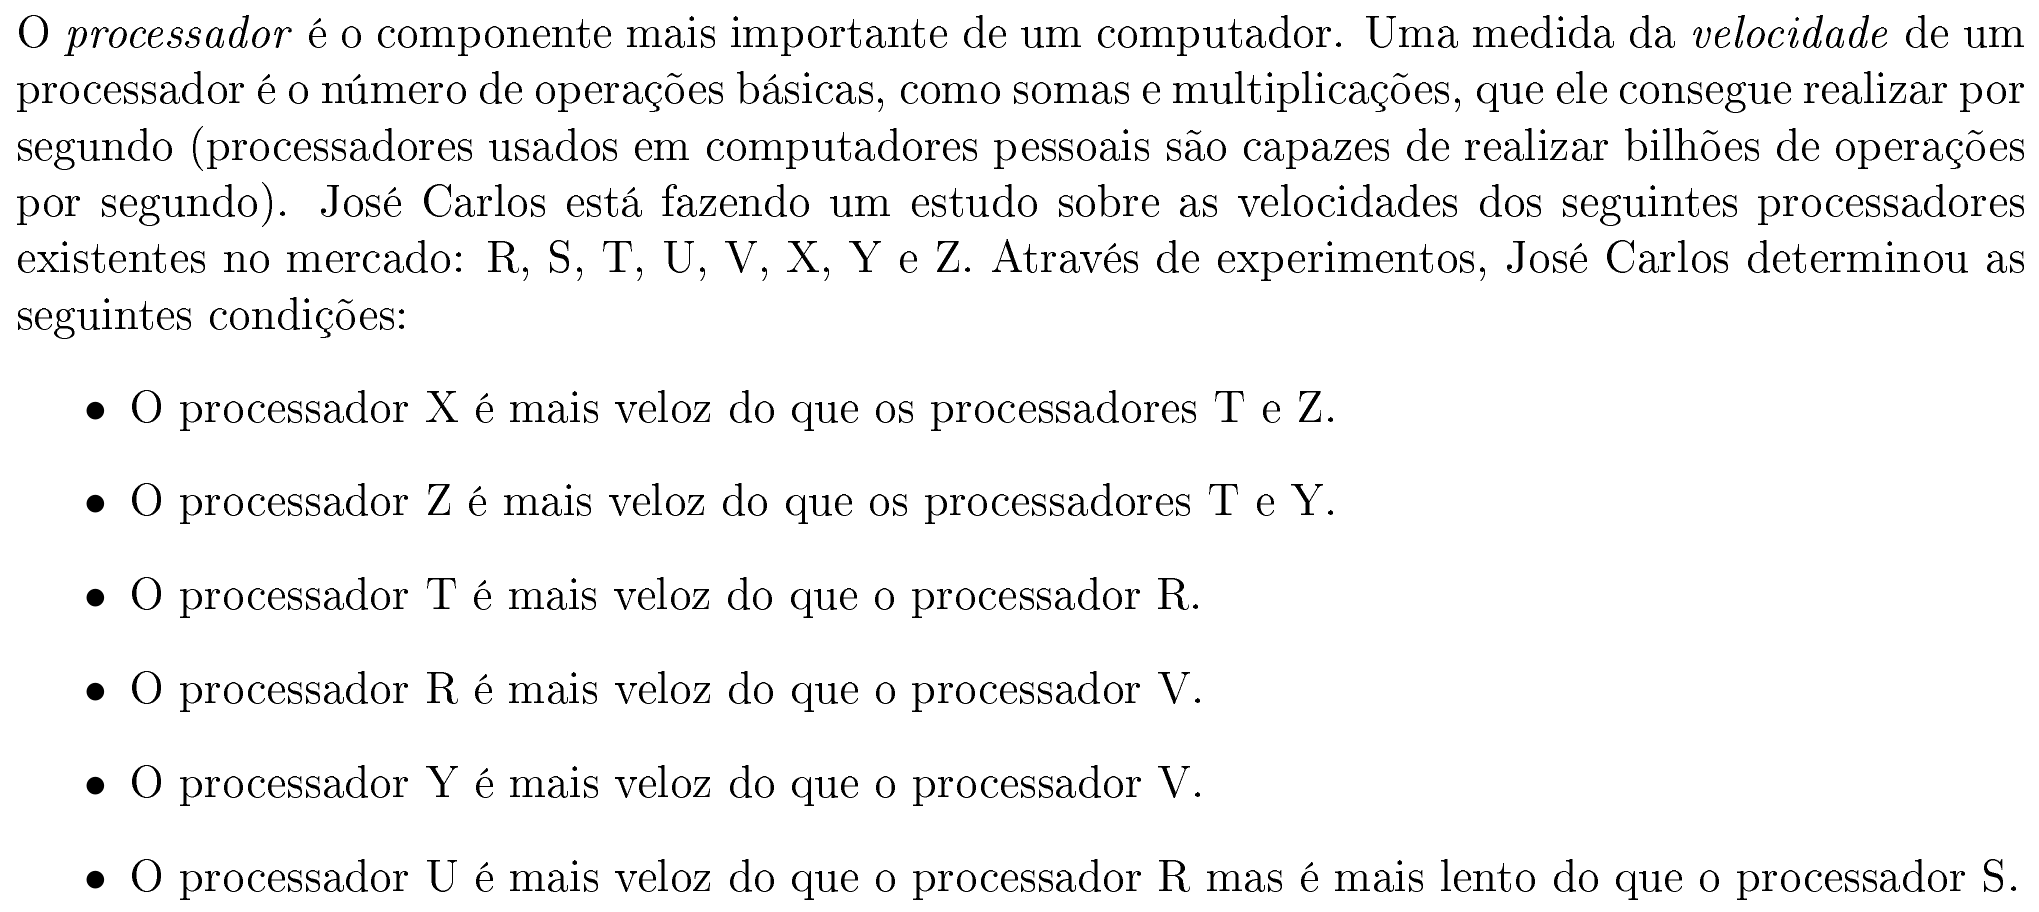 O processador é o componente mais importante de um computador. Uma medida da velocidade de um
processador é o número de operações básicas, como somas e multiplicações, que ele consegue realizar por
segundo (processadores usados em computadores pessoais são capazes de realizar bilhões de operações
por segundo). José Carlos está fazendo um estudo sobre as velocidades dos seguintes processadores
existentes no mercado: R, S, T, U, V, X, Y e Z. Através de experimentos, José Carlos determinou as
seguintes condições:
• O processador X é mais veloz do que os processadores T e Z.
• O processador Z é mais veloz do que os processadores T e Y.
• O processador T é mais veloz do que o processador R.
• O processador R é mais veloz do que o processador V.
• O processador Y é mais veloz do que o processador V.
• O processador U é mais veloz do que o processador R mas é mais lento do que o processador S.